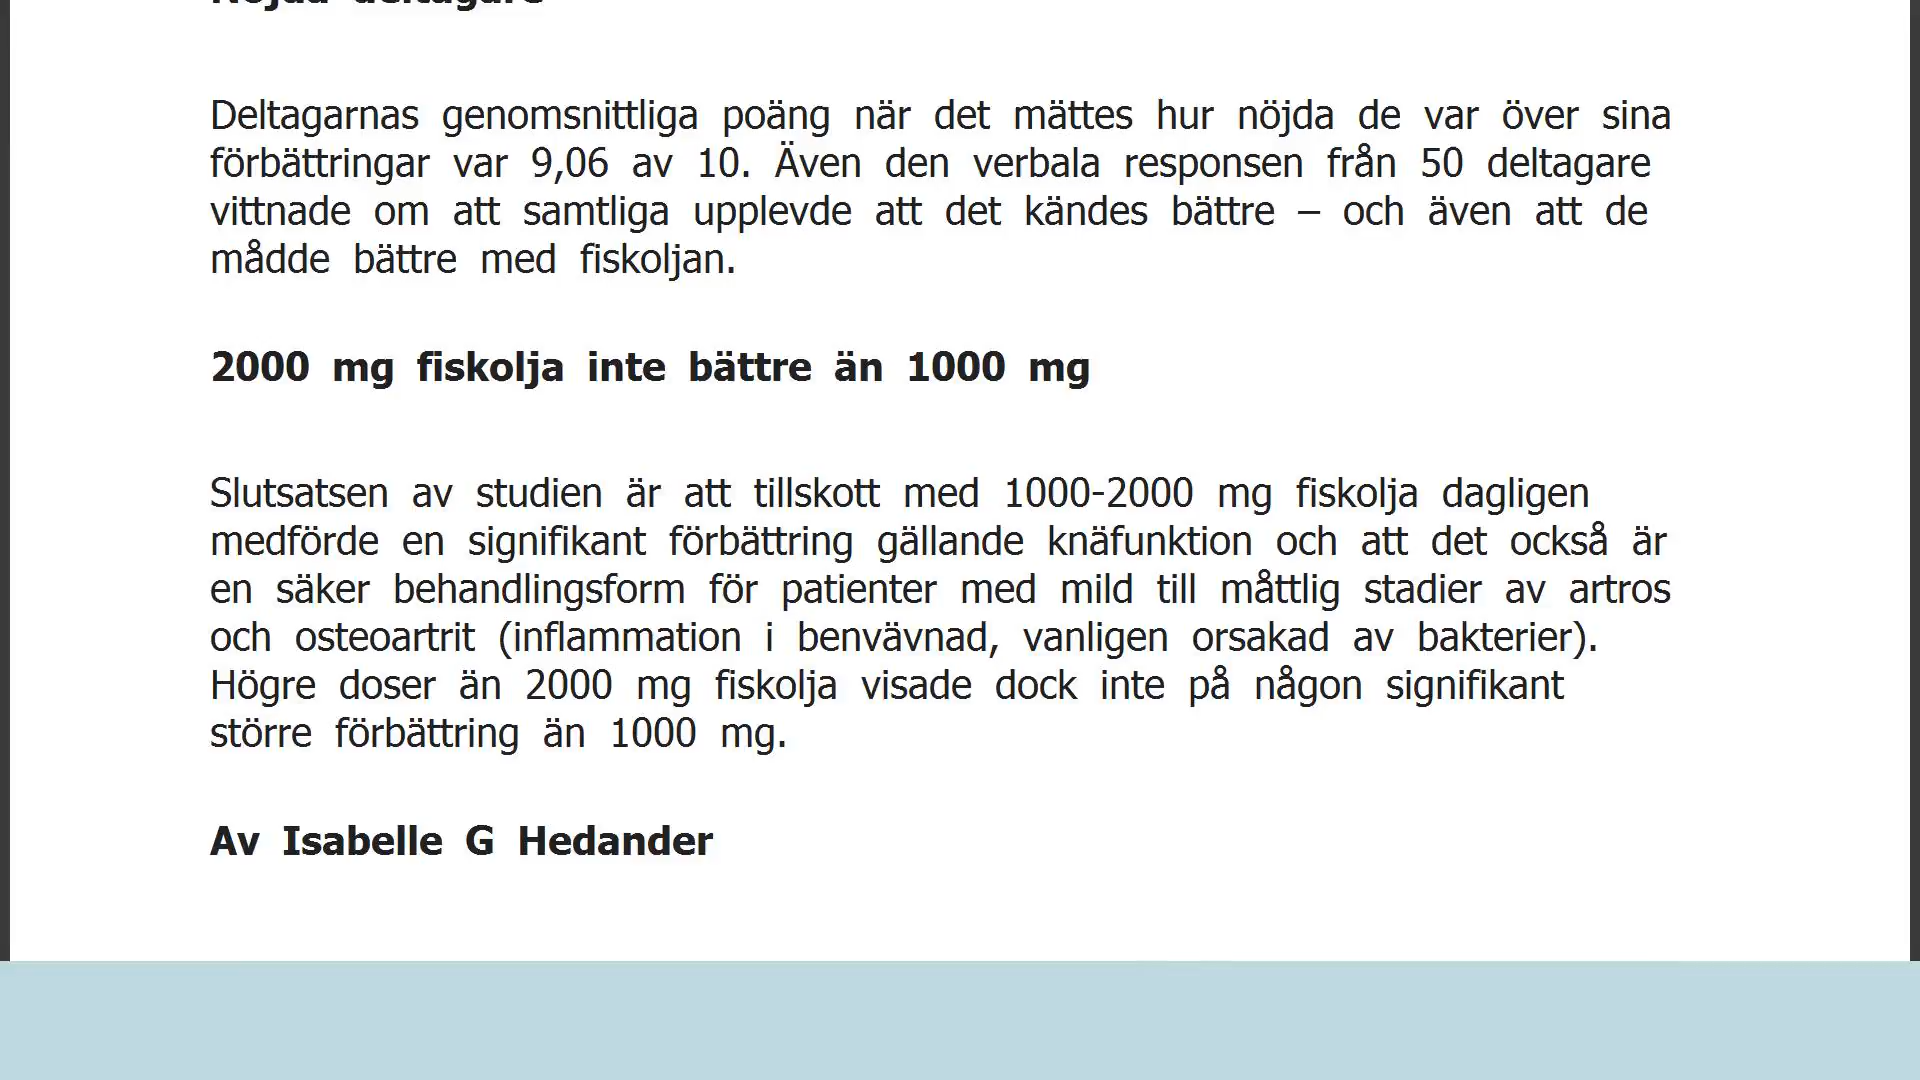 Nöjda deltagare
Deltagarnas genomsnittliga poäng när det mättes hur nöjda de var över sina
förbättringar var 9,06 av 10. Även den verbala responsen från 50 deltagare
vittnade om att samtliga upplevde att det kändes bättre – och även att de
mådde bättre med fiskoljan.
2000 mg fiskolja inte bättre än 1000 mg
Slutsatsen av studien är att tillskott med 1000-2000 mg fiskolja dagligen
medförde en signifikant förbättring gällande knäfunktion och att det också är
en säker behandlingsform för patienter med mild till måttlig stadier av artros
och osteoartrit (inflammation i benvävnad, vanligen orsakad av bakterier).
Högre doser än 2000 mg fiskolja visade dock inte på någon signifikant
större förbättring än 1000 mg.
Av Isabelle G Hedander